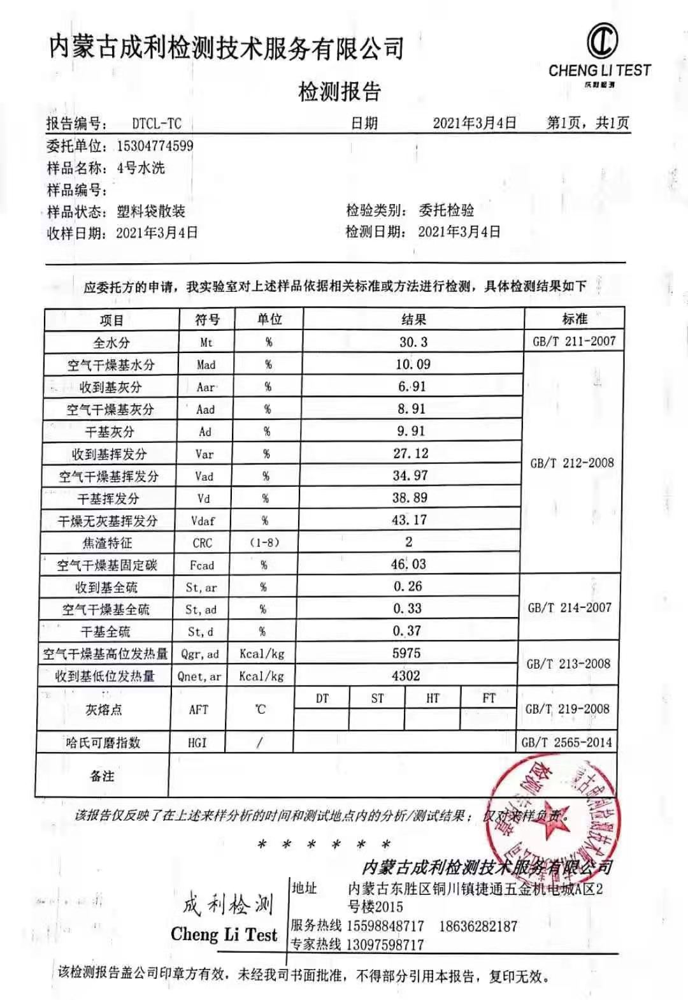 内蒙古成利检测技术服务有限公司
CHENG LI TEST
成利检测
检测报告
报告编号： DTCL-TC 日期 2021年3月4日 第1页，共1页
委托单位：15304774599
样品名称：4号水洗
样品编号：
样品状态：塑料袋散装 检验类别：委托检验
收样日期：2021年3月4日 检测日期：2021年3月4日
应委托方的申请，我实验室对上述样品依据相关标准或方法进行检测，具体检测结果如下
项目 符号 单位 结果 标准
全水分 Mt % 30.3 GB/T 211-2007
空气干燥基水分 Mad % 10.09
收到基灰分 Aar % 6.91
空气干燥基灰分 Aad % 8.91
干基灰分 Ad % 9.91
收到基挥发分 Var % 27.12
GB/T 212-2008
空气干燥基挥发分 Vad % 34.97
干基挥发分 Vd % 38.89
干燥无灰基挥发分 Vdaf % 43.17
焦渣特征 CRC (1-8) 2
空气干燥基固定碳 Fcad % 46.03
收到基全硫 St,ar % 0.26
空气干燥基全硫 St,ad % 0.33 GB/T 214-2007
干基全硫 St,d % 0.37
空气干燥基高位发热量 Qgr,ad Kcal/kg 5975
GB/T 213-2008
收到基低位发热量 Qnet,ar Kcal/kg 4302
DT ST HT FT
灰熔点 AFT ℃ GB/T 219-2008
哈氏可磨指数 HGI / GB/T 2565-2014
备注
该报告仅反映了在上述来样分析的时间和测试地点内的分析/测试结果；仅对来样负责。
* * * * * *
内蒙古成利检测技术服务有限公司
成利检测
Cheng Li Test
地址 内蒙古东胜区铜川镇捷通五金机电城A区2
号楼2015
服务热线 15598848717 18636282187
专家热线 13097598717
该检测报告盖公司印章方有效，未经我司书面批准，不得部分引用本报告，复印无效。